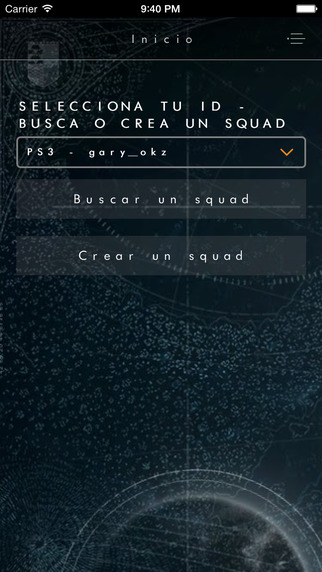 Carrier 9:40 PM
Inicio
SELECCIONA TU ID -
BUSCA O CREA UN SQUAD
PS3 - gary_okz
Buscar un squad
Crear un squad